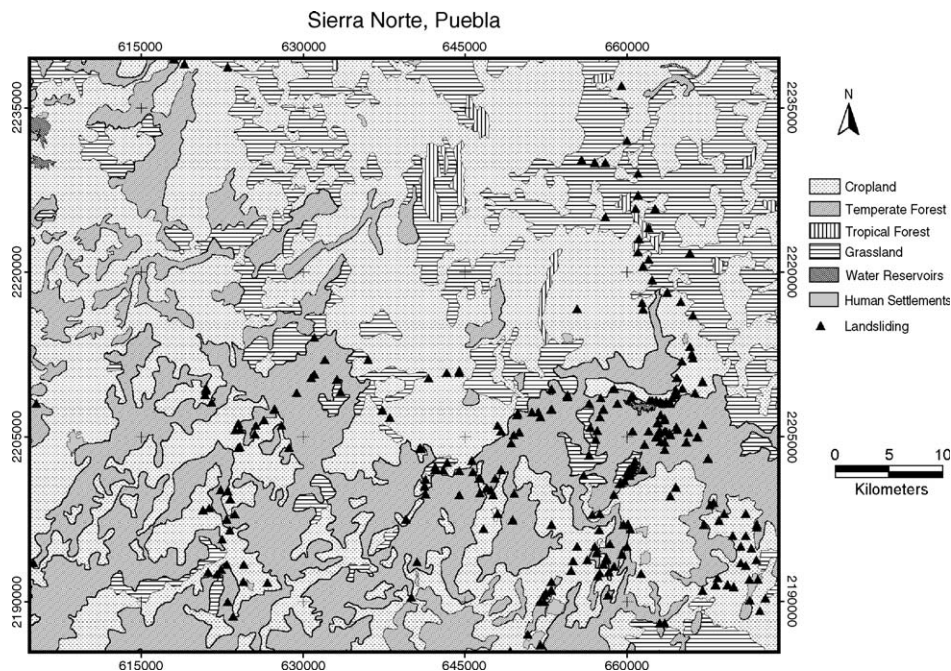 Sierra Norte, Puebla
615000
630000
645000
660000
2235000
2235000
2220000
2220000
2205000
2205000
2190000
2190000
615000
630000
645000
660000
N
Cropland
Temperate Forest
Tropical Forest
Grassland
Water Reservoirs
Human Settlements
Landsliding
0 5 10
Kilometers